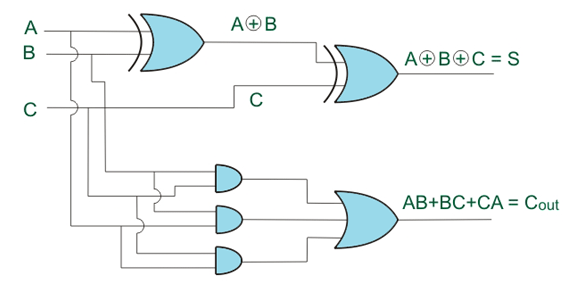 A
B
C
A⊕B
C
A⊕B⊕C = S
AB+BC+CA = Cout